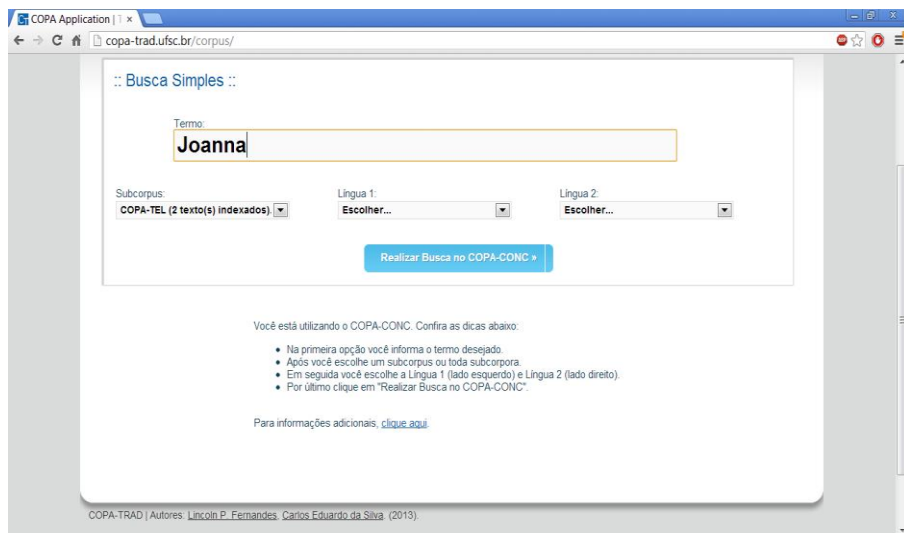 COPA Application | T
copa-trad.ufsc.br/corpus/
:: Busca Simples ::
Termo:
Joanna
Subcorpus: Língua 1: Língua 2:
COPA-TEL (2 texto(s) indexados). Escolher... Escolher...
Realizar Busca no COPA-CONC »
Você está utilizando o COPA-CONC. Confira as dicas abaixo:
• Na primeira opção você informa o termo desejado.
• Após você escolhe um subcorpus ou toda subcorpora.
• Em seguida você escolhe a Língua 1 (lado esquerdo) e Língua 2 (lado direito).
• Por último clique em "Realizar Busca no COPA-CONC".
Para informações adicionais, clique aqui.
COPA-TRAD | Autores: Lincoln P. Fernandes, Carlos Eduardo da Silva. (2013).